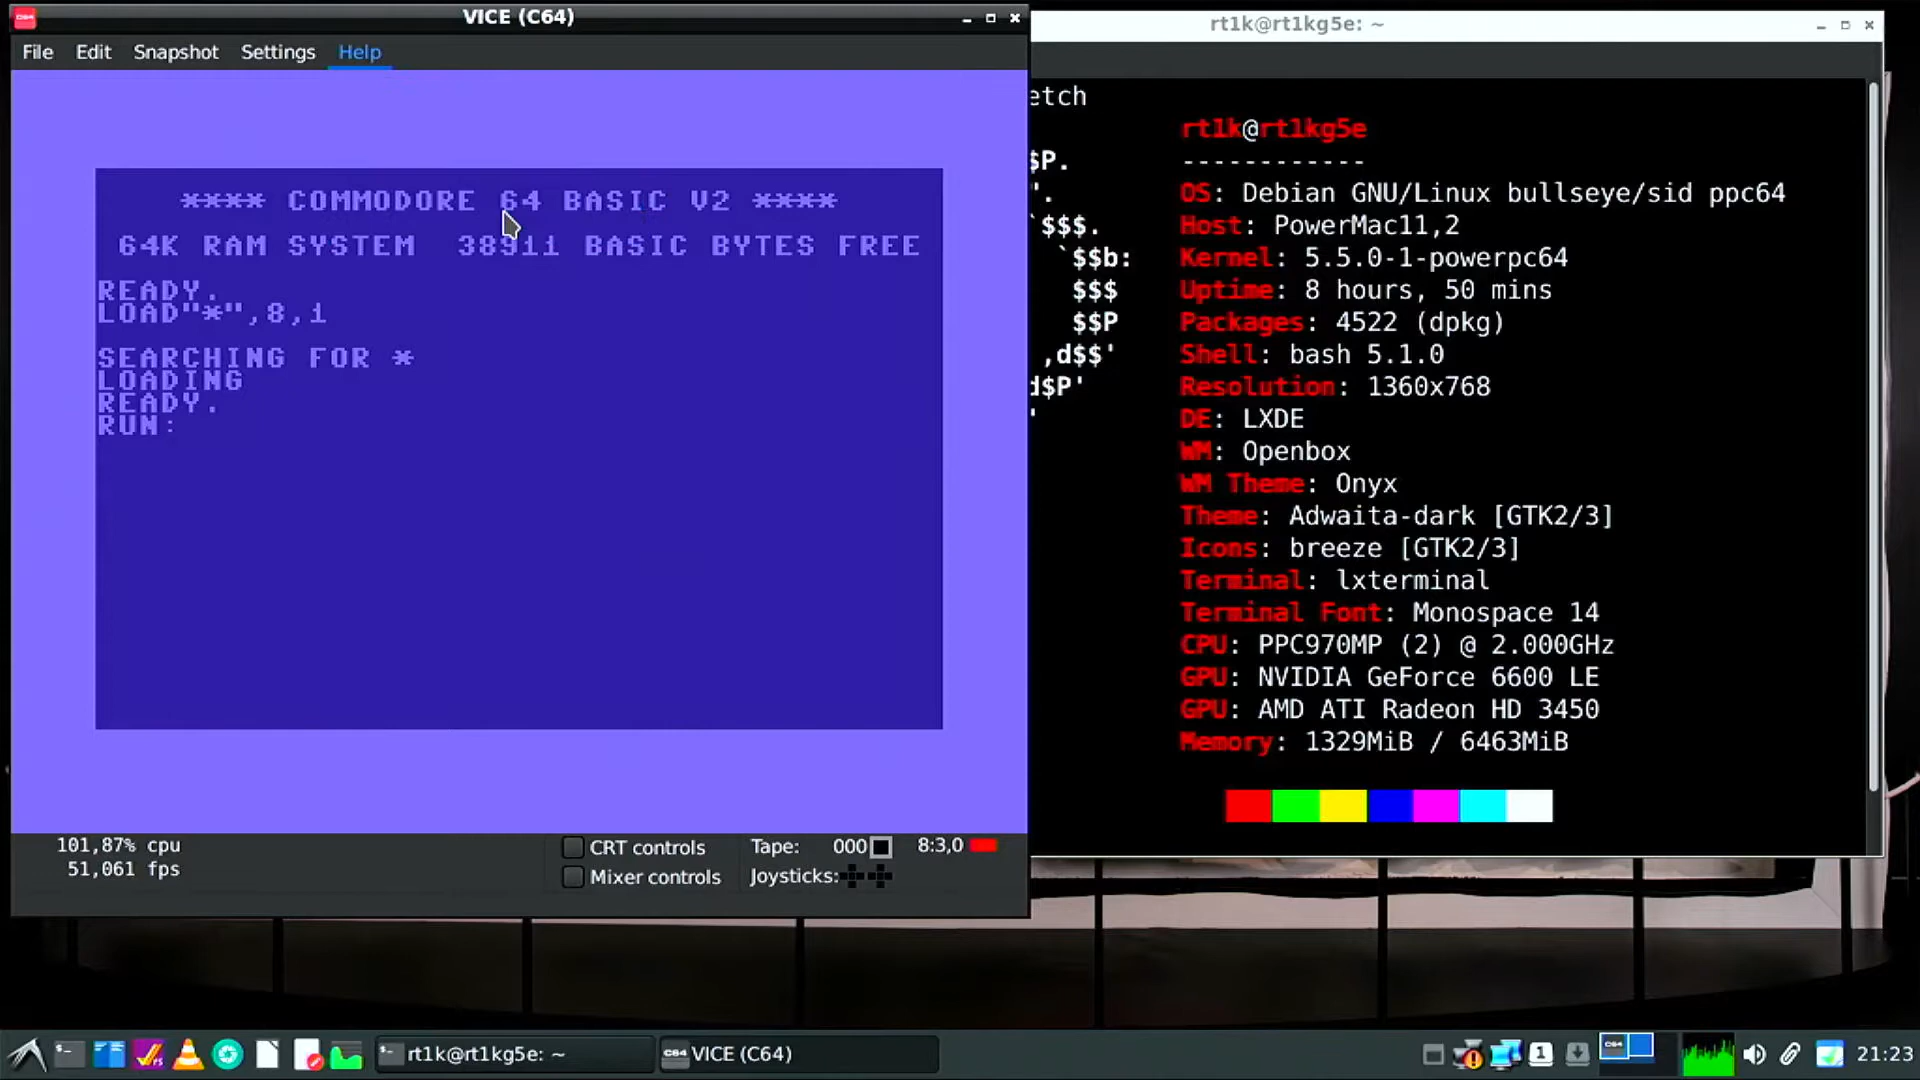 VICE (C64)
File Edit Snapshot Settings Help
**** COMMODORE 64 BASIC V2 ****
64K RAM SYSTEM 38911 BASIC BYTES FREE
READY.
LOAD"*",8,1
SEARCHING FOR *
LOADING
READY.
RUN:
101,87% cpu
51,061 fps
CRT controls
Mixer controls
Tape: 000
Joysticks:
8:3,0
rt1k@rt1kg5e: ~
etch
$P.
".
`$$$.
`$$b:
$$$
$$P
,d$$'
d$P'
'
rt1k@rt1kg5e
------------
OS: Debian GNU/Linux bullseye/sid ppc64
Host: PowerMac11,2
Kernel: 5.5.0-1-powerpc64
Uptime: 8 hours, 50 mins
Packages: 4522 (dpkg)
Shell: bash 5.1.0
Resolution: 1360x768
DE: LXDE
WM: Openbox
WM Theme: Onyx
Theme: Adwaita-dark [GTK2/3]
Icons: breeze [GTK2/3]
Terminal: lxterminal
Terminal Font: Monospace 14
CPU: PPC970MP (2) @ 2.000GHz
GPU: NVIDIA GeForce 6600 LE
GPU: AMD ATI Radeon HD 3450
Memory: 1329MiB / 6463MiB
rt1k@rt1kg5e: ~
C64 VICE (C64)
1
C64
21:23